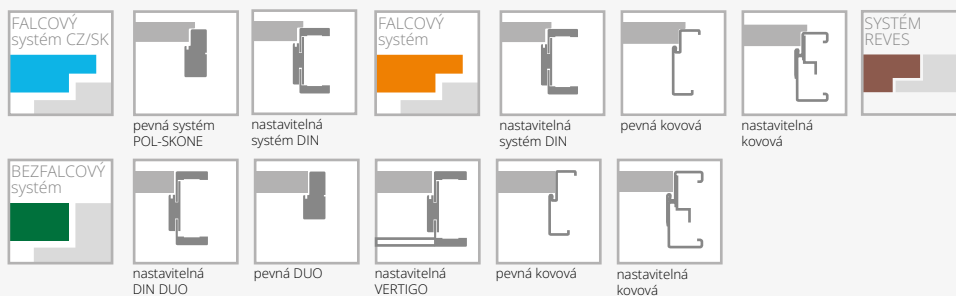 FALCOVÝ
systém CZ/SK
pevná systém
POL-SKONE
nastavitelná
systém DIN
FALCOVÝ
systém
nastavitelná
systém DIN
pevná kovová
nastavitelná
kovová
SYSTÉM
REVES
BEZFALCOVÝ
systém
nastavitelná
DIN DUO
pevná DUO
nastavitelná
VERTIGO
pevná kovová
nastavitelná
kovová